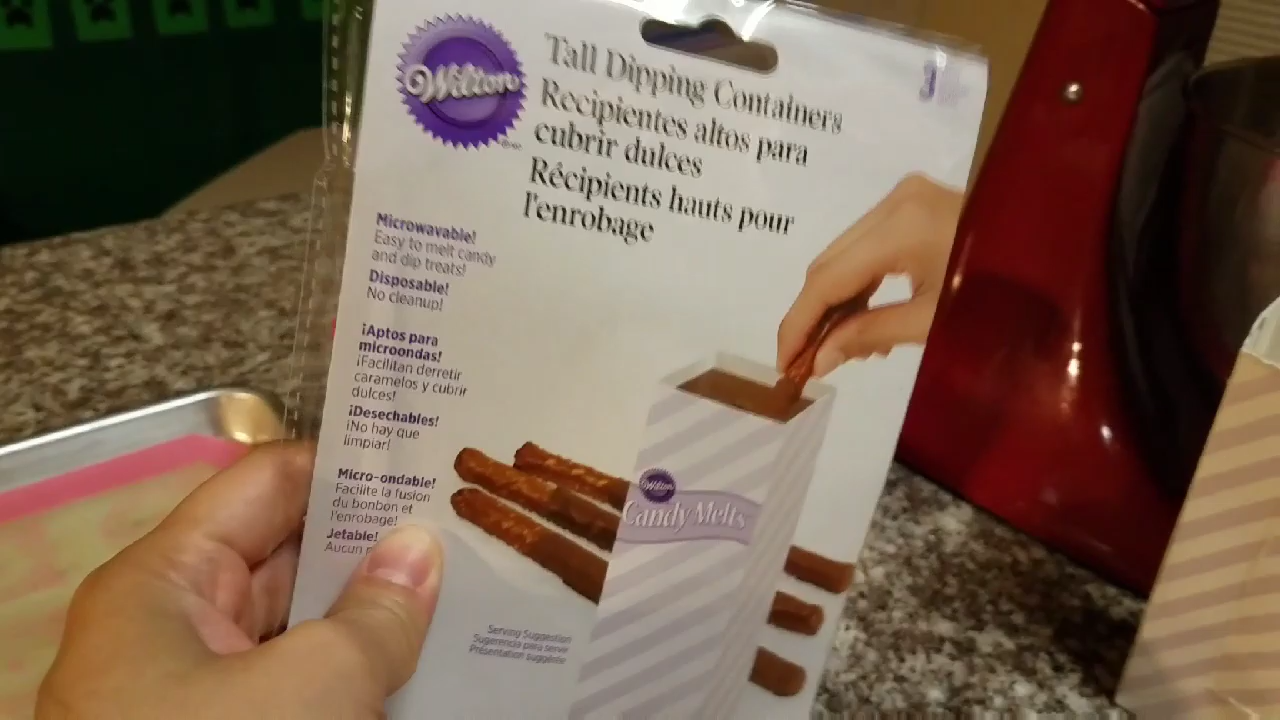 Wilton
Tall Dipping Containers
Recipientes altos para
cubrir dulces
Récipients hauts pour
l'enrobage
Microwavable!
Easy to melt candy
and dip treats!
Disposable!
No cleanup!
¡Aptos para
microondas!
¡Facilitan derretir
caramelos y cubrir
dulces!
¡Desechables!
¡No hay que
limpiar!
Micro-ondable!
Facilite la fusion
du bonbon et
l'enrobage!
Jetable!
Aucun
Wilton
Candy Melts
Serving Suggestion
Sugerencia para servir
Présentation suggérée